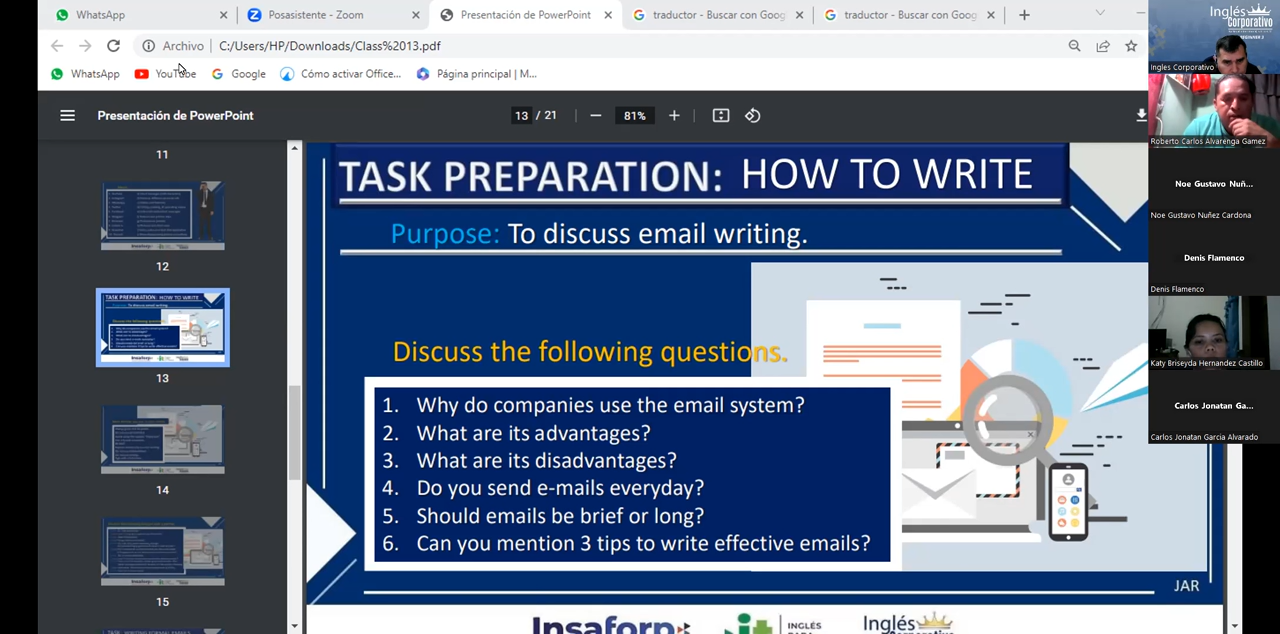 WhatsApp
Posasistente - Zoom
Presentación de PowerPoint
traductor - Buscar con Goog
traductor - Buscar con Goog
Archivo
C:/Users/HP/Downloads/Class%2013.pdf
WhatsApp
YouTube
Google
Cómo activar Office...
Página principal | M...
Presentación de PowerPoint
13 / 21
81%
11
12
13
14
15
TASK PREPARATION: HOW TO WRITE
Purpose: To discuss email writing.
Discuss the following questions.
1. Why do companies use the email system?
2. What are its advantages?
3. What are its disadvantages?
4. Do you send e-mails everyday?
5. Should emails be brief or long?
6. Can you mention 3 tips to write effective emails?
JAR
Insaforp
INGLÉS
Inglés
Inglés
Corporativo
Ingles Corporativo
Roberto Carlos Alvarenga Gamez
Noe Gustavo Nuñ...
Noe Gustavo Nuñez Cardona
Denis Flamenco
Denis Flamenco
Katy Briseyda Hernandez Castillo
Carlos Jonatan Ga...
Carlos Jonatan Garcia Alvarado